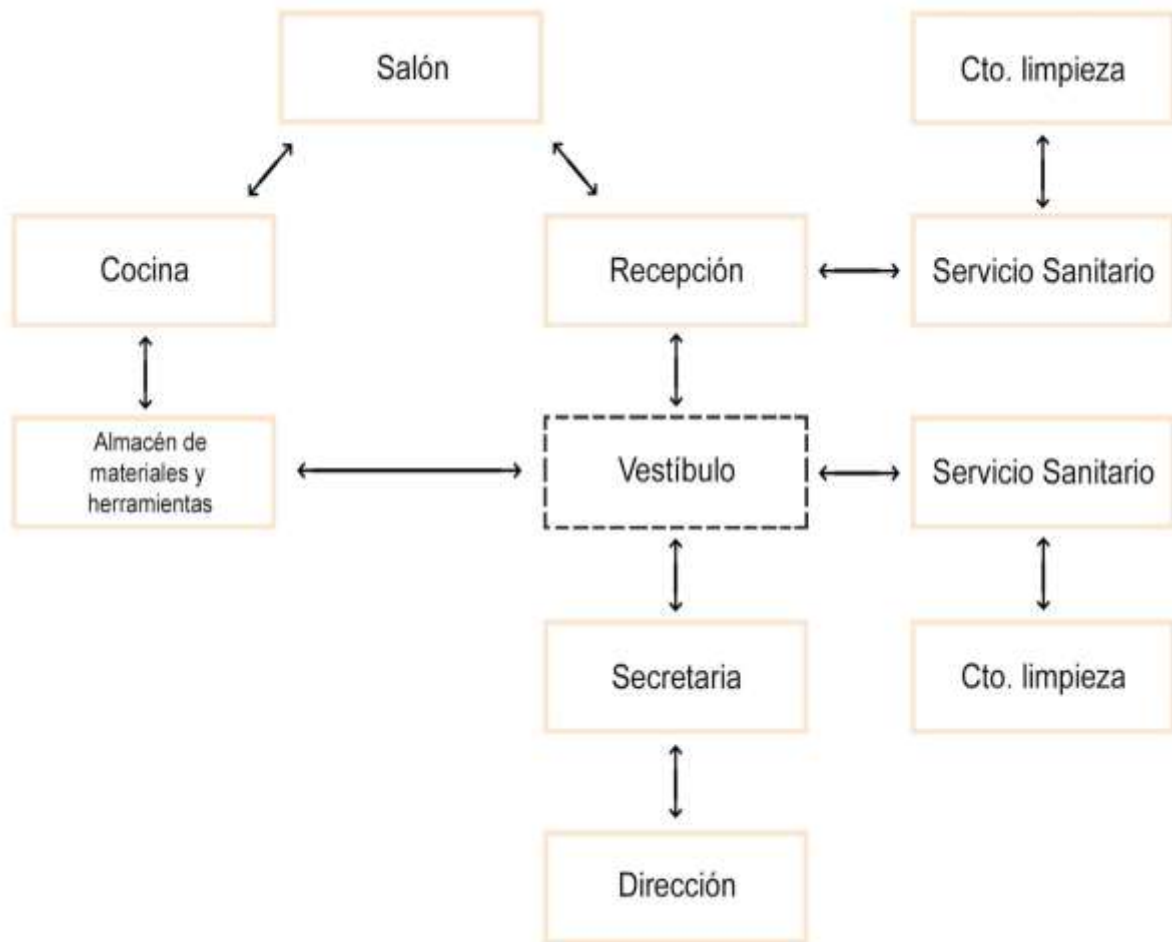 Salón
Cto. limpieza
Cocina
Recepción
Servicio Sanitario
Almacén de
materiales y
herramientas
Vestíbulo
Servicio Sanitario
Secretaria
Cto. limpieza
Dirección